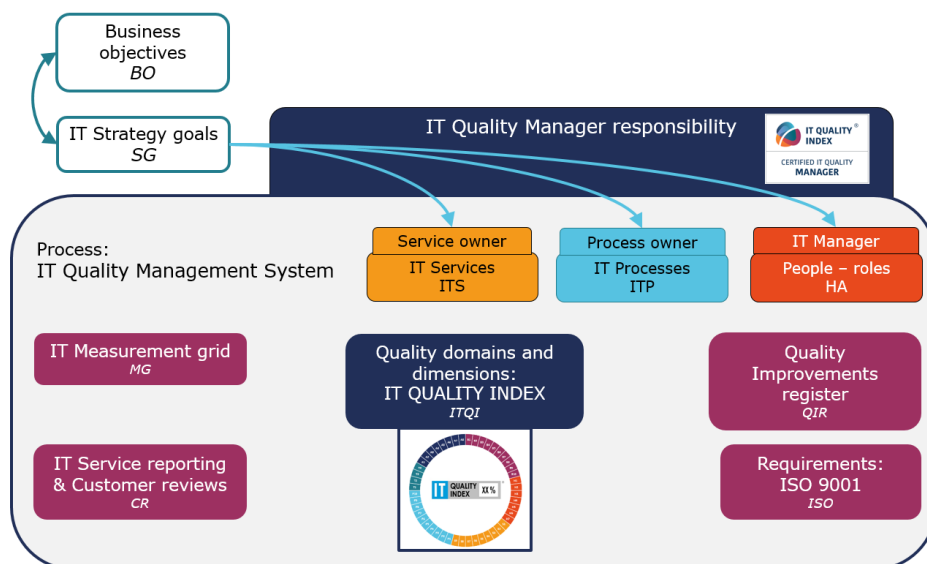 Business
objectives
BO
IT Strategy goals
SG
IT Quality Manager responsibility
IT QUALITY ®
INDEX
CERTIFIED IT QUALITY
MANAGER
Process:
IT Quality Management System
Service owner
IT Services
ITS
Process owner
IT Processes
ITP
IT Manager
People – roles
HA
IT Measurement grid
MG
Quality domains and
dimensions:
IT QUALITY INDEX
ITQI
Quality
Improvements
register
QIR
IT Service reporting
& Customer reviews
CR
IT QUALITY
INDEX XX %
Requirements:
ISO 9001
ISO